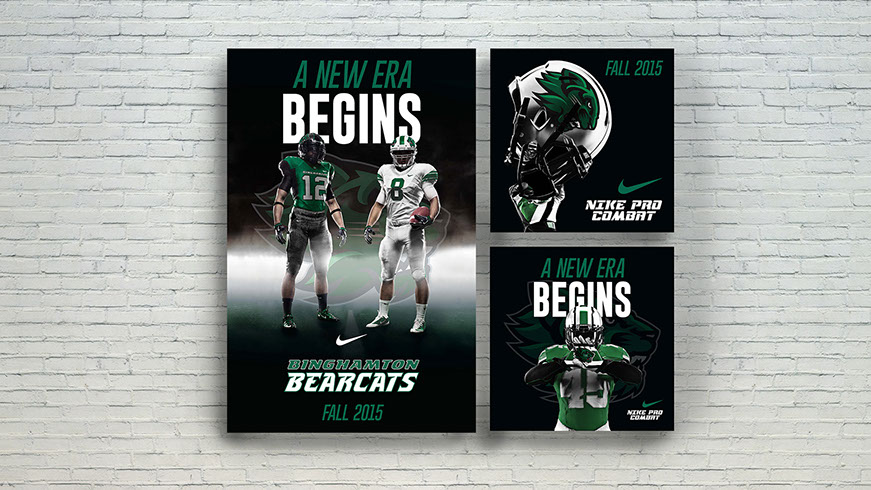 A NEW ERA
BEGINS
12
8
BINGHAMTON
BEARCATS
FALL 2015
FALL 2015
NIKE PRO
COMBAT
A NEW ERA
BEGINS
45
NIKE PRO
COMBAT